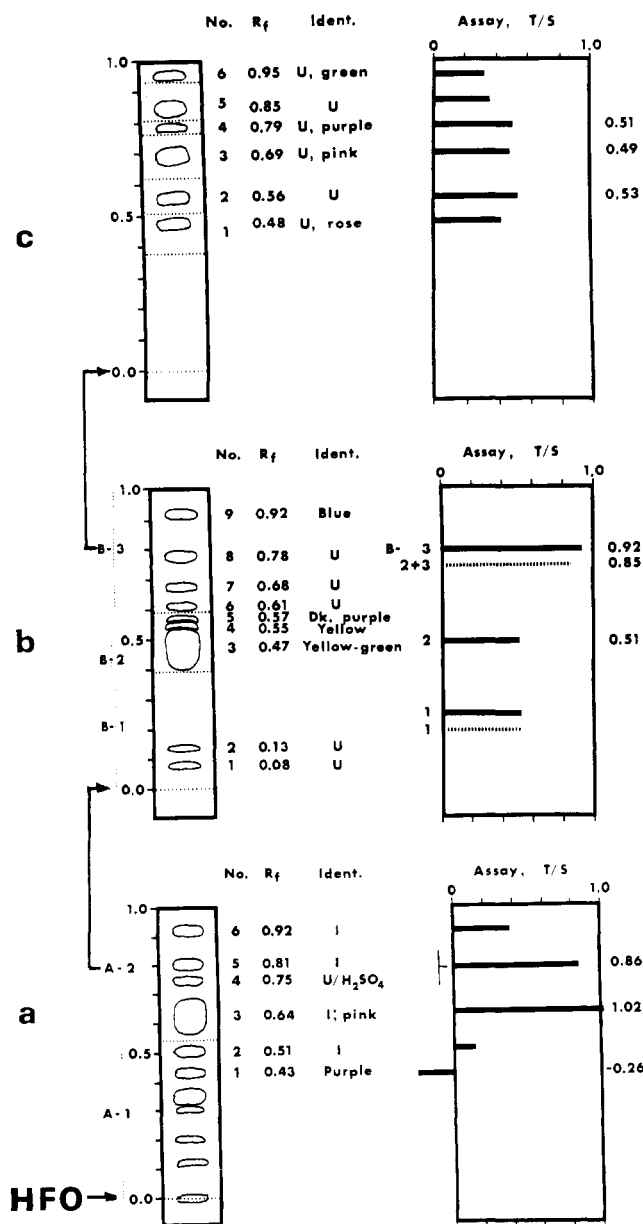 No. Rf Ident. Assay, T/S
0 1.0
1.0
6 0.95 U, green
5 0.85 U
4 0.79 U, purple 0.51
3 0.69 U, pink 0.49
2 0.56 U 0.53
0.5
1 0.48 U, rose
c
0.0
No. Rf Ident. Assay, T/S
0 1.0
1.0
9 0.92 Blue
B-3 8 0.78 U B- 3 0.92
2+3 0.85
7 0.68 U
6 0.61 U
5 0.57 Dk. purple
4 0.55 Yellow
b 0.5 3 0.47 Yellow-green 2 0.51
B-2
B-1 1
1
2 0.13 U
1 0.08 U
0.0
No. Rf Ident. Assay, T/S
0 1.0
1.0
6 0.92 I
A-2 5 0.81 I 0.86
4 0.75 U/H2SO4
a 3 0.64 I; pink 1.02
0.5 2 0.51 I
1 0.43 Purple -0.26
A-1
HFO 0.0